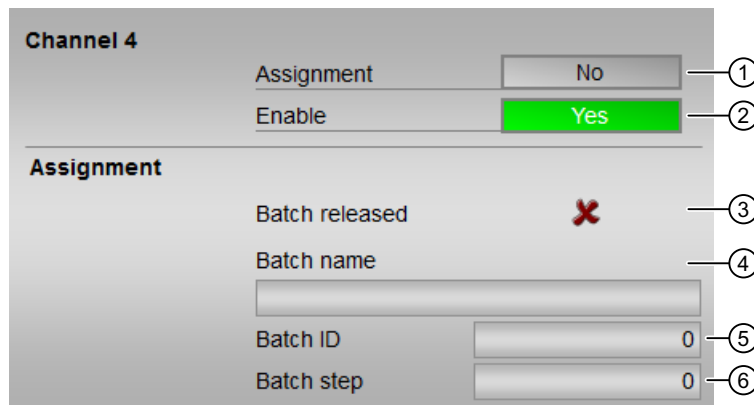 Channel 4
Assignment No 1
Enable Yes 2
Assignment
Batch released 3
Batch name 4
Batch ID 0 5
Batch step 0 6